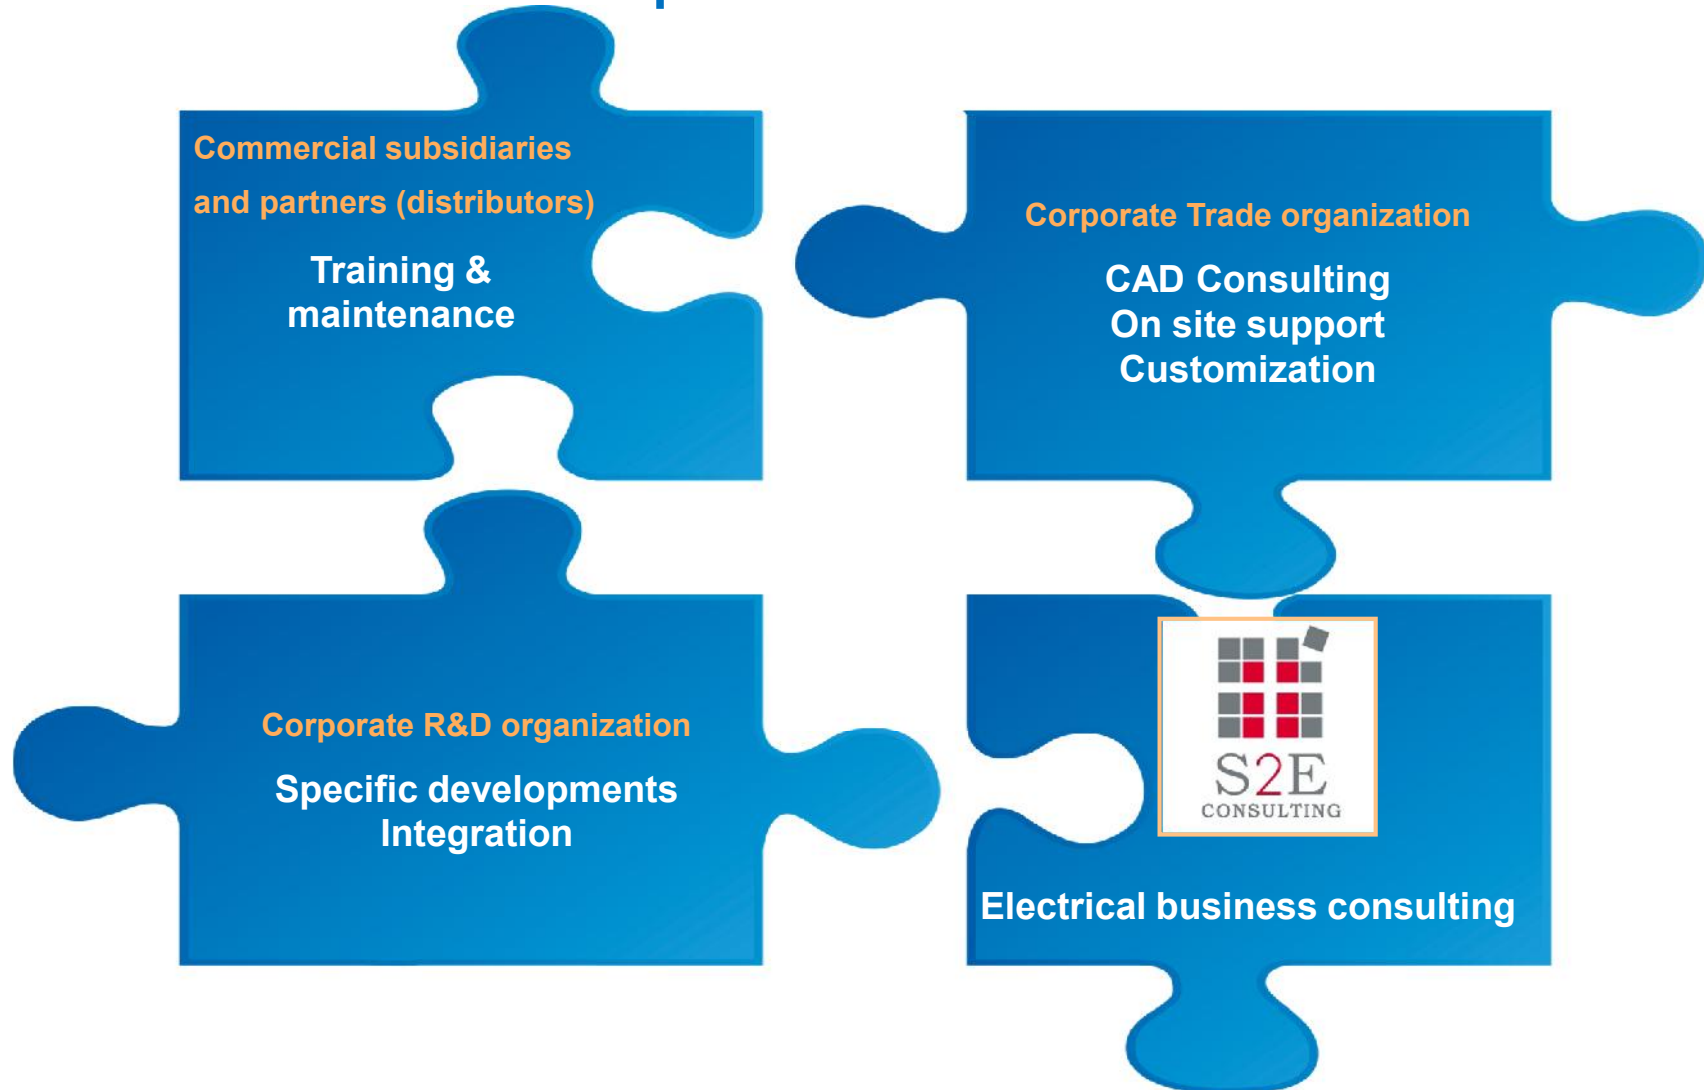 Commercial subsidiaries
and partners (distributors)
Training &
maintenance
Corporate Trade organization
CAD Consulting
On site support
Customization
Corporate R&D organization
Specific developments
Integration
S2E
CONSULTING
Electrical business consulting